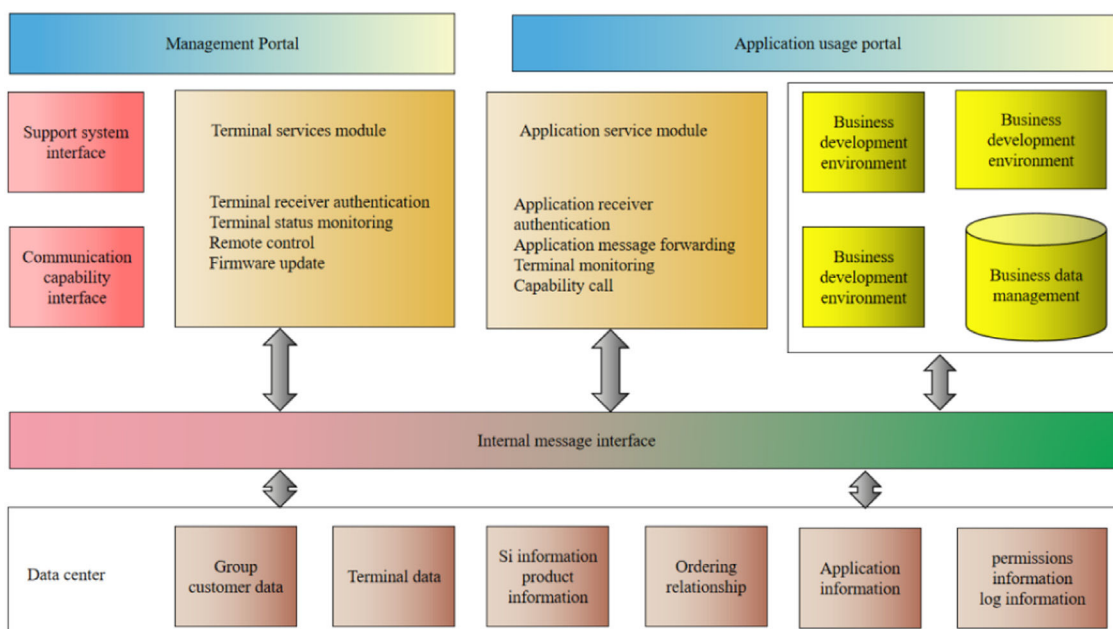 Management Portal
Application usage portal
Support system
interface
Terminal services module
Terminal receiver authentication
Terminal status monitoring
Remote control
Firmware update
Application service module
Application receiver
authentication
Application message forwarding
Terminal monitoring
Capability call
Business
development
environment
Business
development
environment
Communication
capability
interface
Business
development
environment
Business data
management
Internal message interface
Data center
Group
customer data
Terminal data
Si information
product
information
Ordering
relationship
Application
information
permissions
information
log information